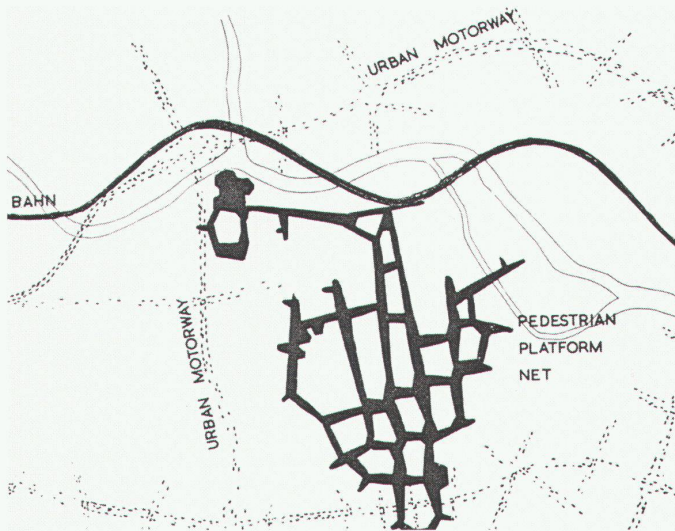 URBAN MOTORWAY
BAHN
URBAN MOTORWAY
PEDESTRIAN
PLATFORM
NET